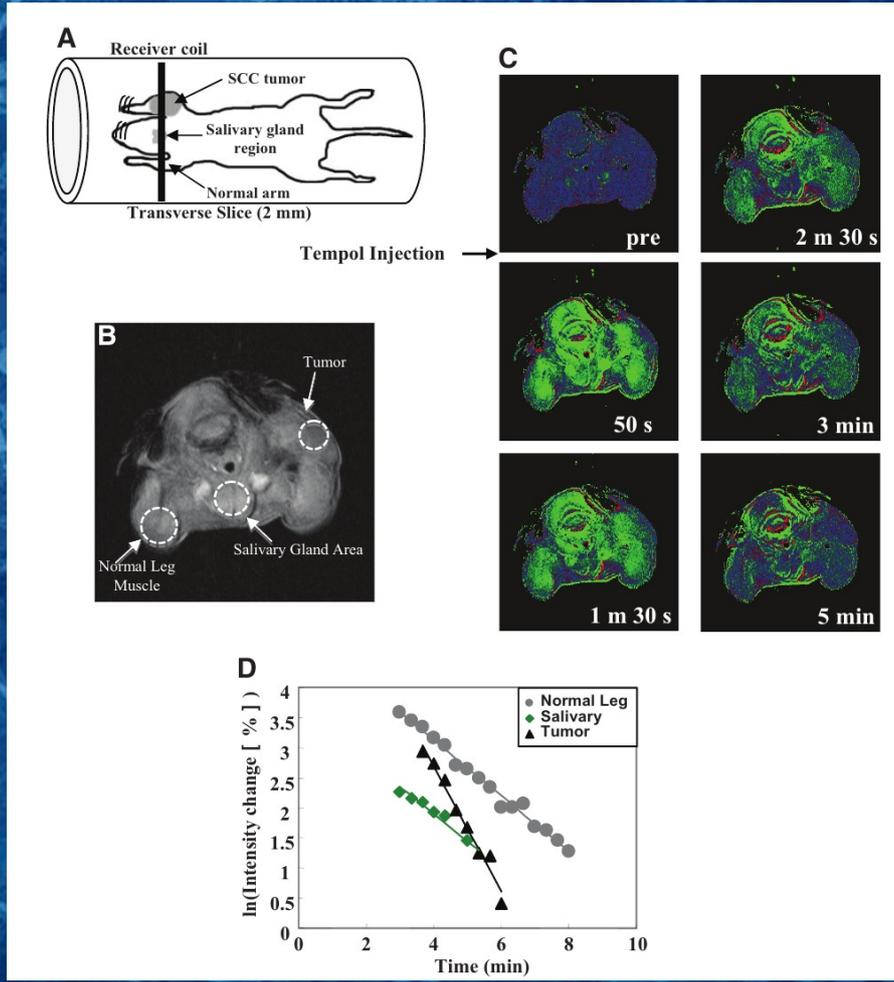 A
Receiver coil
SCC tumor
Salivary gland
region
Normal arm
Transverse Slice (2 mm)
Tempol Injection
B
Tumor
Salivary Gland Area
Normal Leg
Muscle
C
pre
2 m 30 s
50 s
3 min
1 m 30 s
5 min
D
ln(Intensity change [ % ] )
4
3.5
3
2.5
2
1.5
1
0.5
0
Normal Leg
Salivary
Tumor
0 2 4 6 8 10
Time (min)